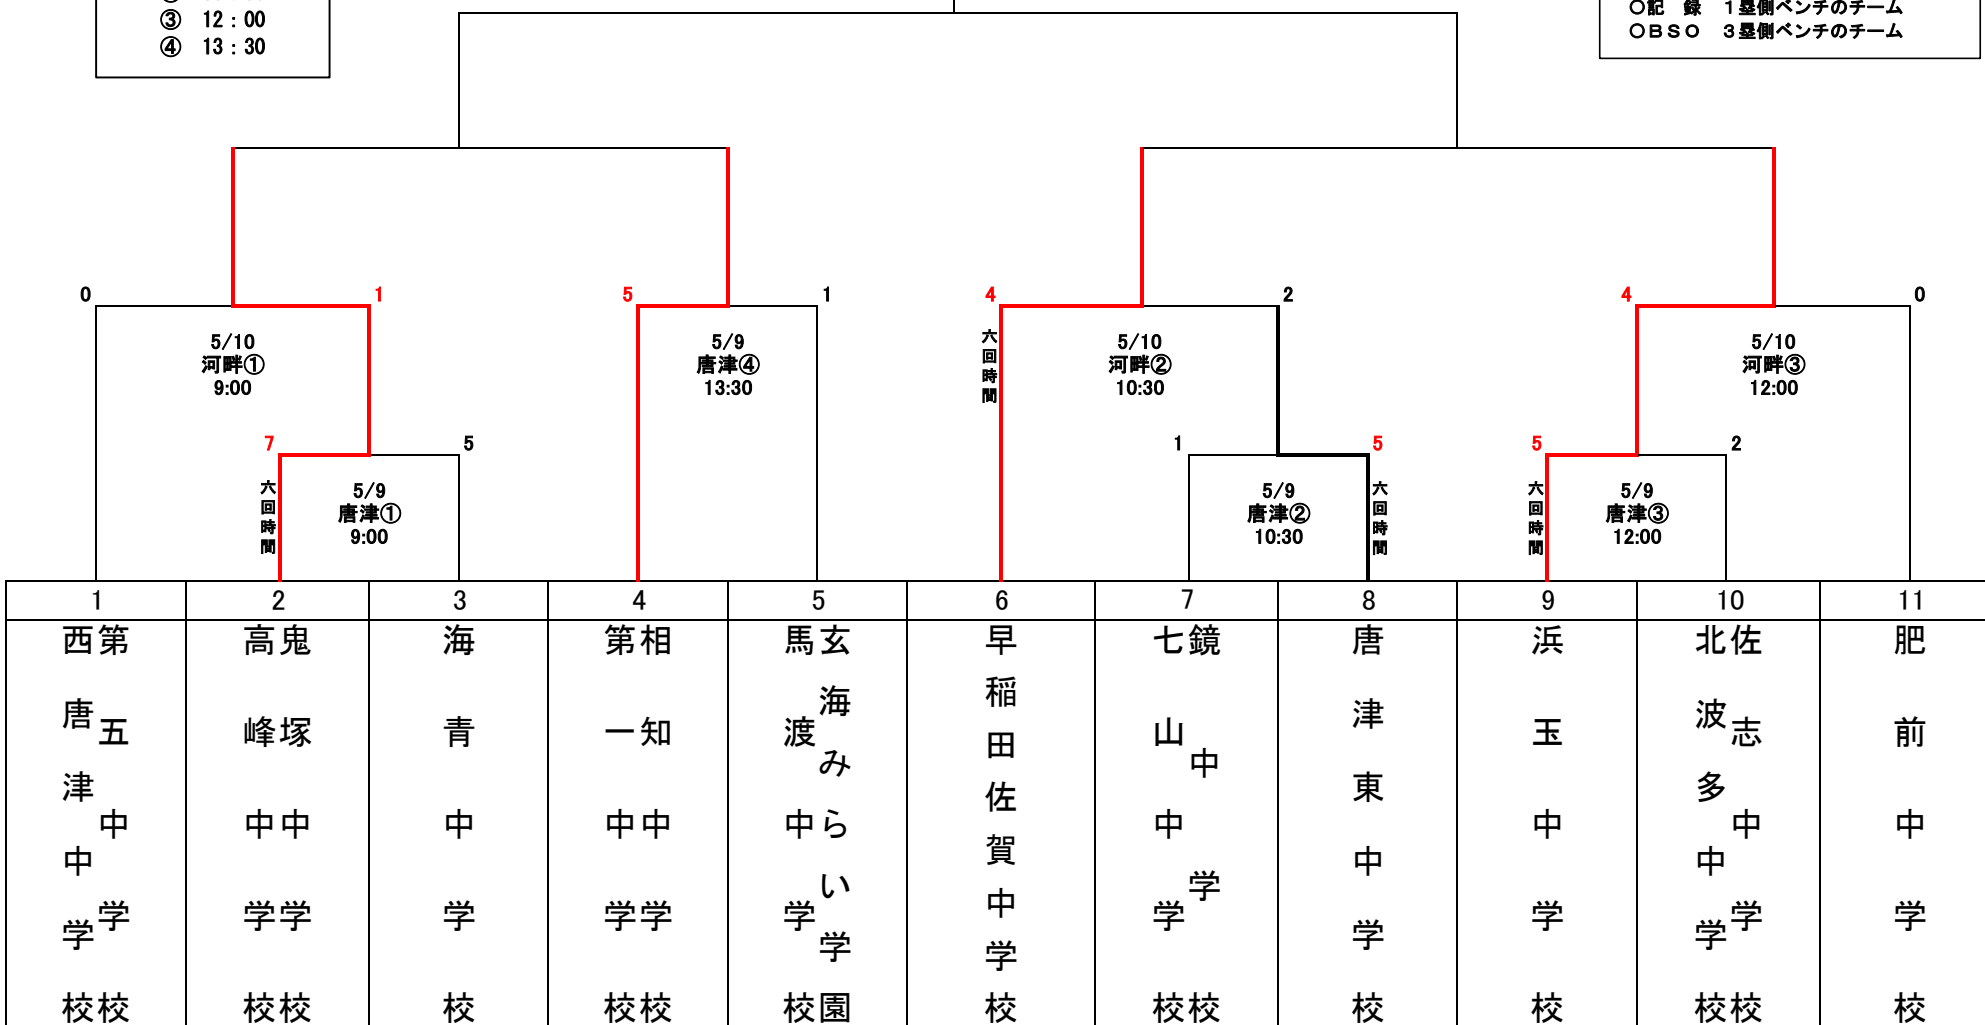 ③ 12：00
④ 13：30
〇記　録　１塁側ベンチのチーム
〇ＢＳＯ　３塁側ベンチのチーム
0
1
5
1
4
2
4
0
5/10
河畔①
9:00
5/9
唐津④
13:30
六回時間
5/10
河畔②
10:30
5/10
河畔③
12:00
7
5
1
5
5
2
六回時間
5/9
唐津①
9:00
5/9
唐津②
10:30
六回時間
六回時間
5/9
唐津③
12:00
1
2
3
4
5
6
7
8
9
10
11
第五中学校
西唐津中学校
鬼塚中学校
高峰中学校
海青中学校
相知中学校
第一中学校
玄海みらい学園
馬渡中学校
早稲田佐賀中学校
鏡中学校
七山中学校
唐津東中学校
浜玉中学校
佐志中学校
北波多中学校
肥前中学校